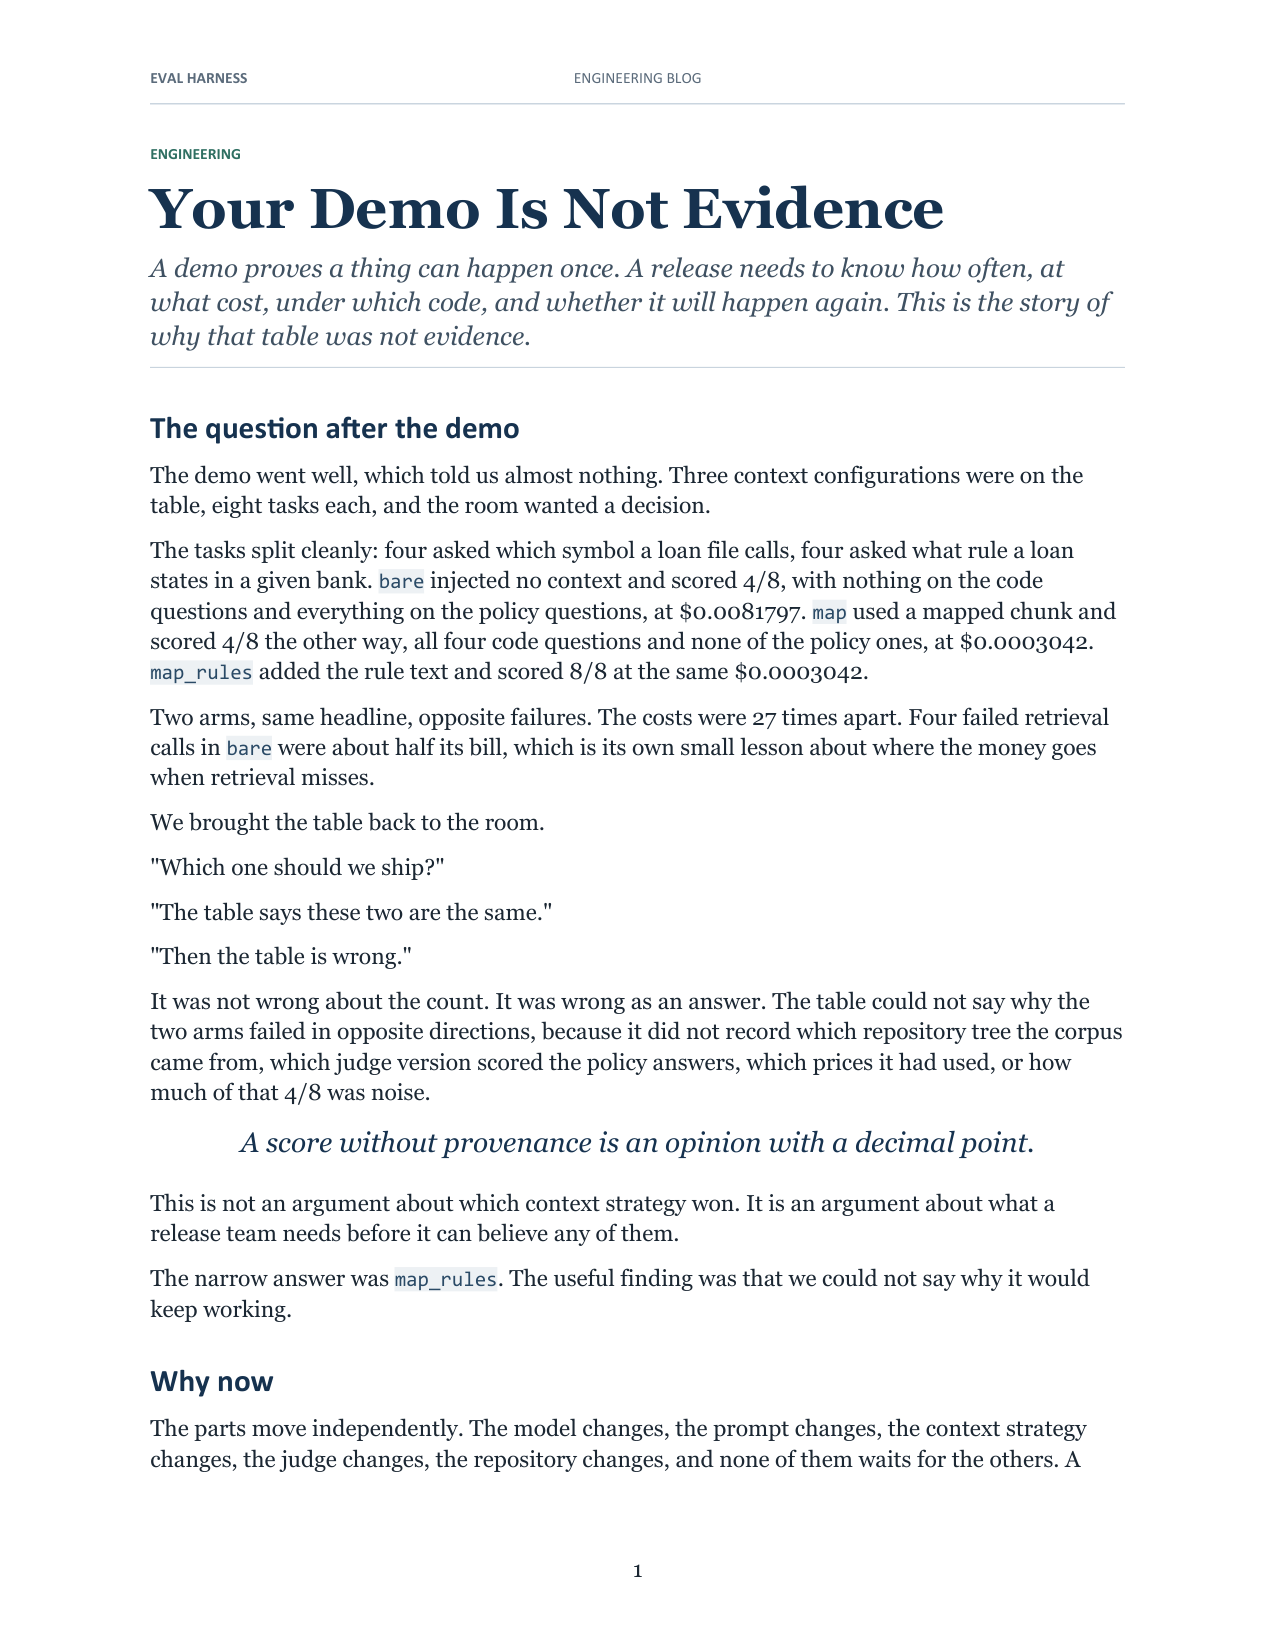 EVAL HARNESS
ENGINEERING BLOG
ENGINEERING
Your Demo Is Not Evidence
A demo proves a thing can happen once. A release needs to know how often, at
what cost, under which code, and whether it will happen again. This is the story of
why that table was not evidence.
The question after the demo
The demo went well, which told us almost nothing. Three context configurations were on the
table, eight tasks each, and the room wanted a decision.
The tasks split cleanly: four asked which symbol a loan file calls, four asked what rule a loan
states in a given bank. bare injected no context and scored 4/8, with nothing on the code
questions and everything on the policy questions, at $0.0081797. map used a mapped chunk and
scored 4/8 the other way, all four code questions and none of the policy ones, at $0.0003042.
map_rules added the rule text and scored 8/8 at the same $0.0003042.
Two arms, same headline, opposite failures. The costs were 27 times apart. Four failed retrieval
calls in bare were about half its bill, which is its own small lesson about where the money goes
when retrieval misses.
We brought the table back to the room.
"Which one should we ship?"
"The table says these two are the same."
"Then the table is wrong."
It was not wrong about the count. It was wrong as an answer. The table could not say why the
two arms failed in opposite directions, because it did not record which repository tree the corpus
came from, which judge version scored the policy answers, which prices it had used, or how
much of that 4/8 was noise.
A score without provenance is an opinion with a decimal point.
This is not an argument about which context strategy won. It is an argument about what a
release team needs before it can believe any of them.
The narrow answer was map_rules. The useful finding was that we could not say why it would
keep working.
Why now
The parts move independently. The model changes, the prompt changes, the context strategy
changes, the judge changes, the repository changes, and none of them waits for the others. A
1